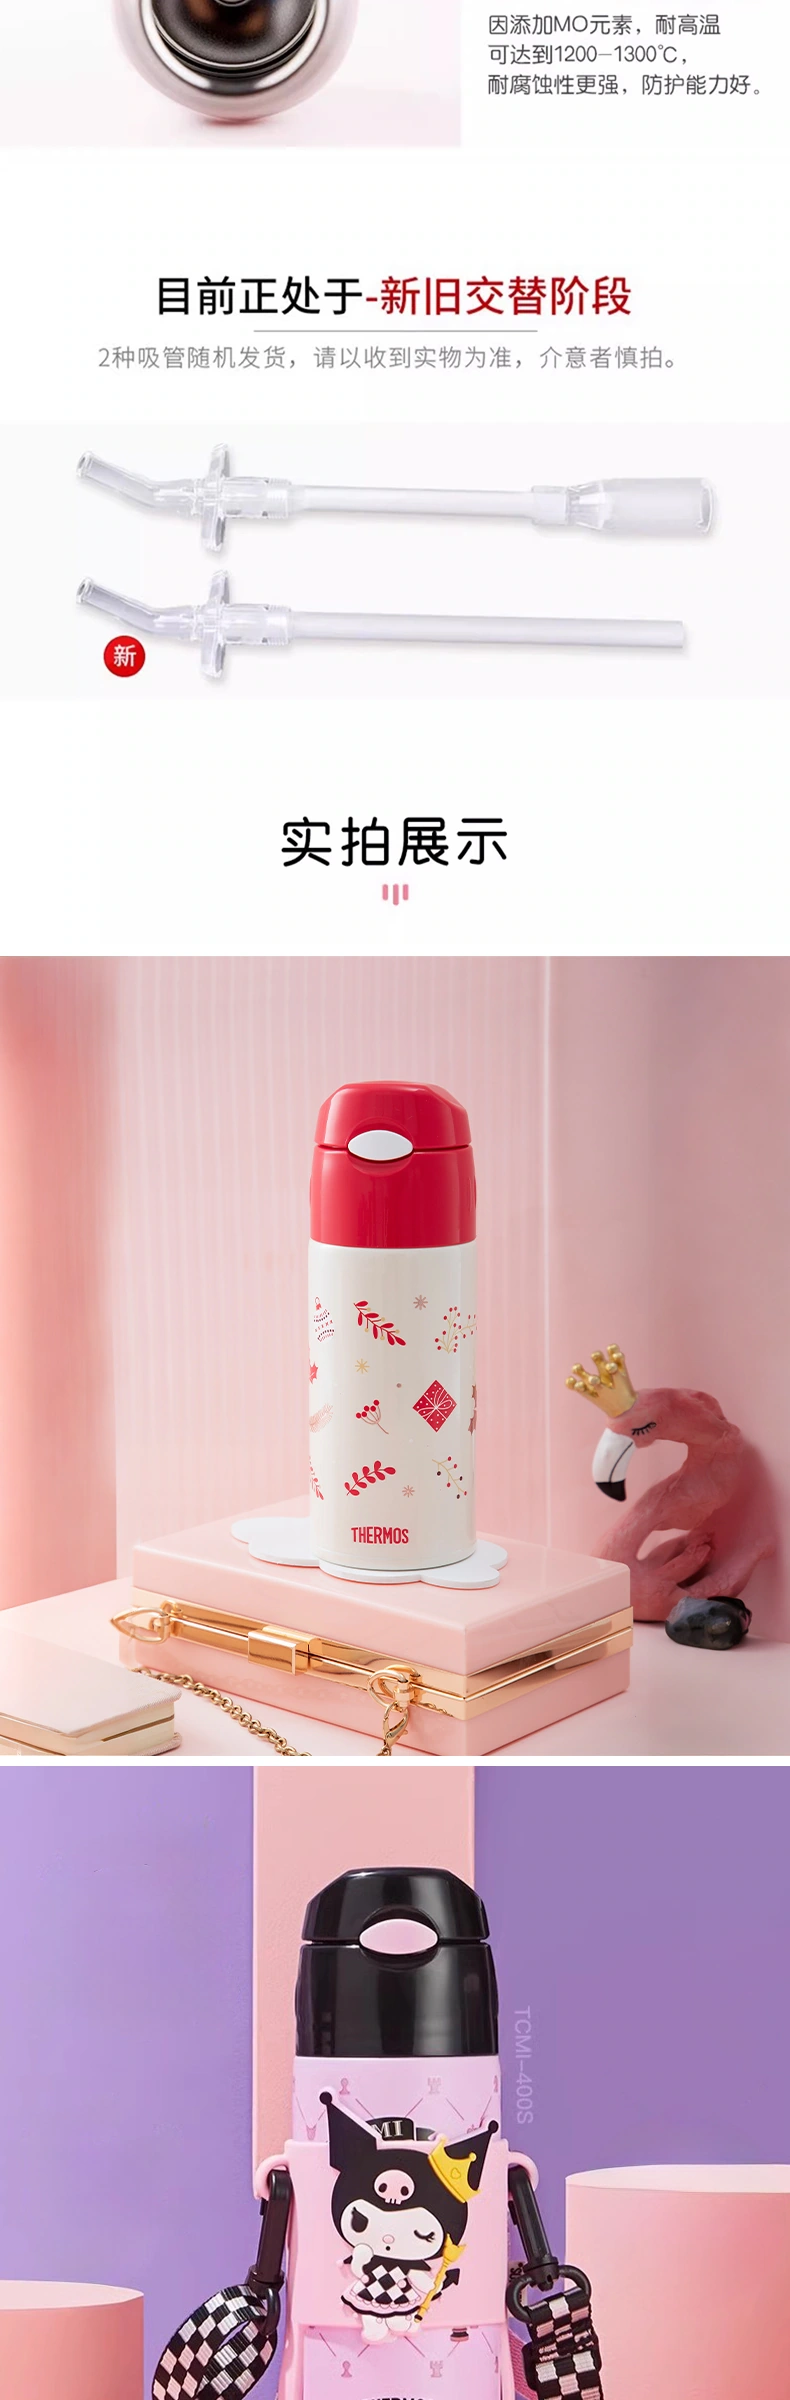 因添加MO元素，耐高温
可达到1200-1300℃，
耐腐蚀性更强，防护能力好。
目前正处于-新旧交替阶段
2种吸管随机发货，请以收到实物为准，介意者慎拍。
新
实拍展示
THERMOS
TCMI-400S
MI